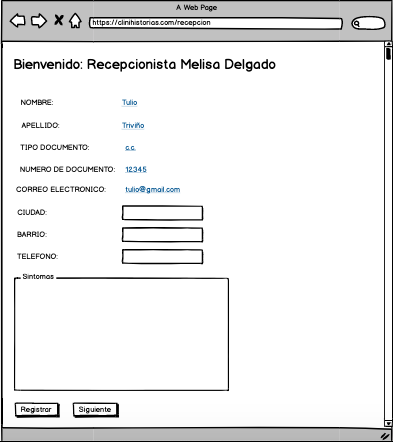 A Web Page
https://clinihistorias.com/recepcion
Bienvenido: Recepcionista Melisa Delgado
NOMBRE: Tulio
APELLIDO: Triviño
TIPO DOCUMENTO: c.c.
NUMERO DE DOCUMENTO: 12345
CORREO ELECTRONICO: tulio@gmail.com
CIUDAD:
BARRIO:
TELEFONO:
Sintomas
Registrar Siguiente